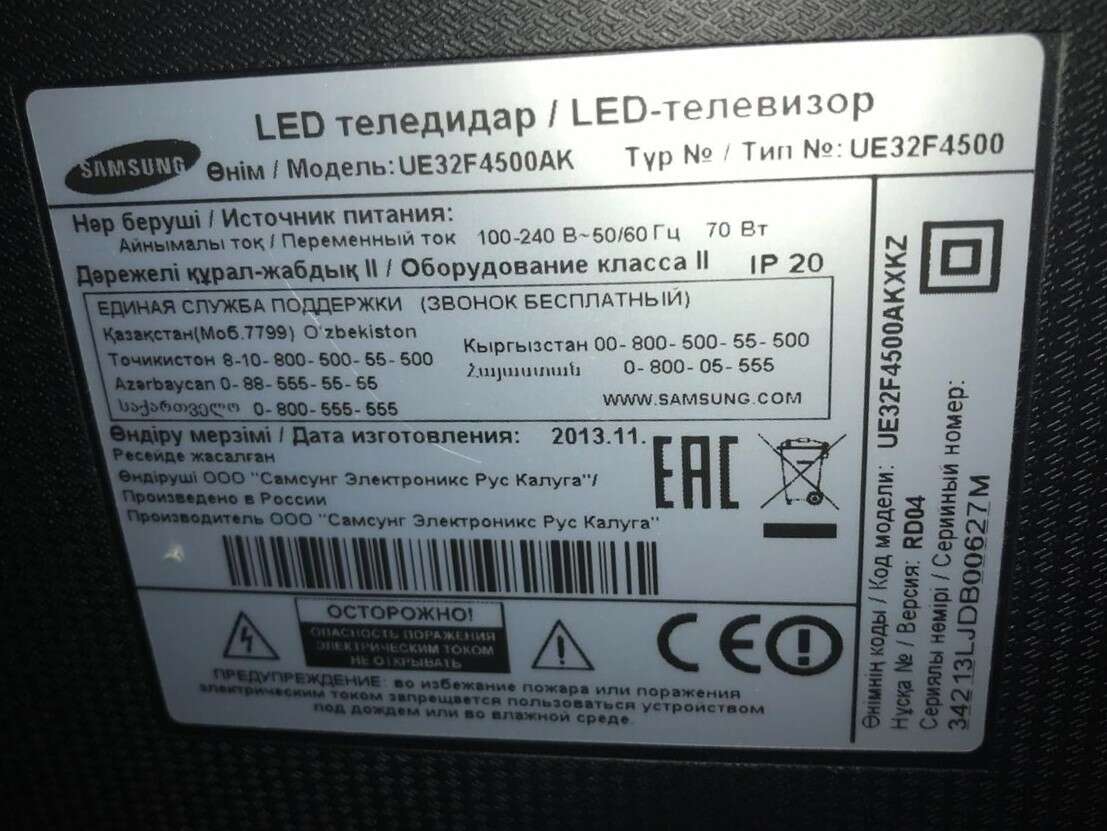 LED теледидар / LED-телевизор
SAMSUNG
Өнім / Модель: UE32F4500AK Тұр № / Тип №: UE32F4500
Нәр беруші / Источник питания:
Айнымалы ток / Переменный ток 100-240 В~50/60 Гц 70 Вт
Дәрежелі құрал-жабдық II / Оборудование класса II IP 20
ЕДИНАЯ СЛУЖБА ПОДДЕРЖКИ (ЗВОНОК БЕСПЛАТНЫЙ)
Қазақстан(Моб.7799) O'zbekiston
Точикистон 8-10-800-500-55-500
Кыргызстан 00-800-500-55-500
Azərbaycan 0-88-555-55-55
Հայաստան 0-800-05-555
საქართველო 0-800-555-555
WWW.SAMSUNG.COM
Өндіру мерзімі / Дата изготовления: 2013.11.
Ресейде жасалған
Өндіруші ООО "Самсунг Электроникс Рус Калуга"/
Произведено в России
Производитель ООО "Самсунг Электроникс Рус Калуга"
EAC
ОСТОРОЖНО!
ОПАСНОСТЬ ПОРАЖЕНИЯ
ЭЛЕКТРИЧЕСКИМ ТОКОМ
НЕ ОТКРЫВАТЬ
CE
ПРЕДУПРЕЖДЕНИЕ: во избежание пожара или поражения
электрическим током запрещается пользоваться устройством
под дождем или во влажной среде.
Өнімнің коды / Код модели: UE32F4500AKXKZ
Нұсқа № / Версия: RD04
Сериялы нөмірі / Серийный номер:
34213LJDB00627M